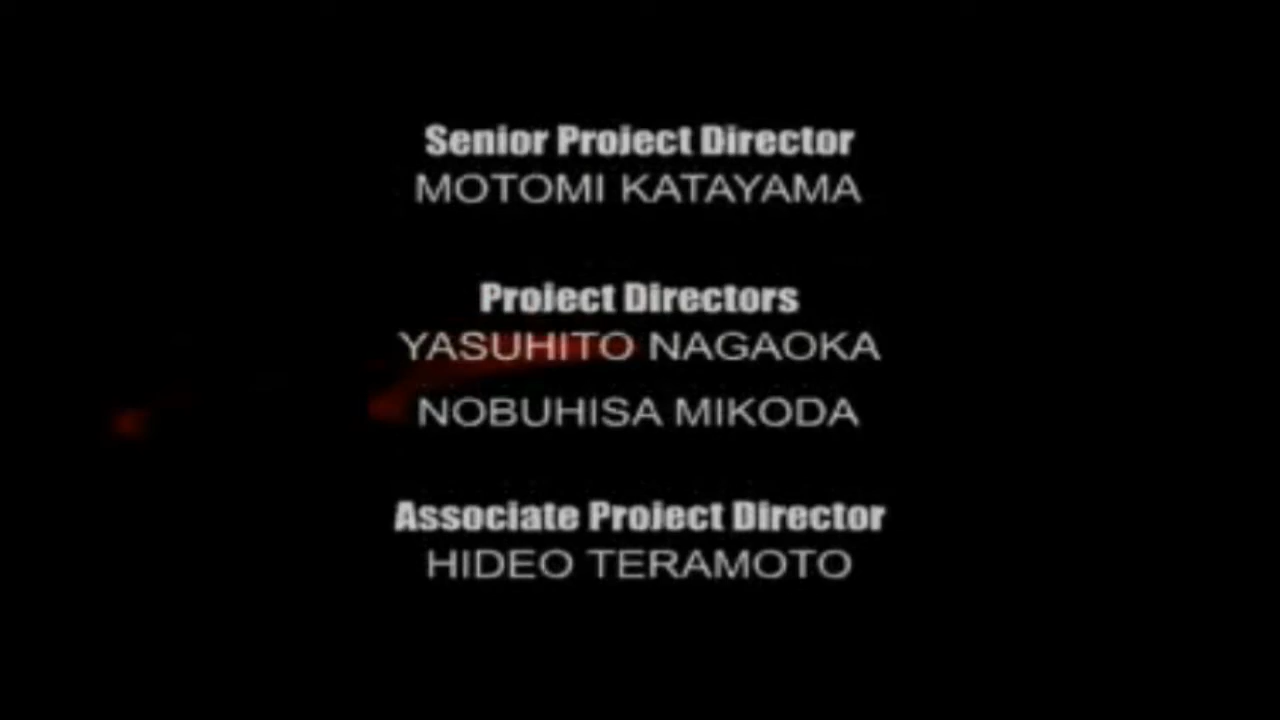 Senior Project Director
MOTOMI KATAYAMA
Project Directors
YASUHITO NAGAOKA
NOBUHISA MIKODA
Associate Project Director
HIDEO TERAMOTO